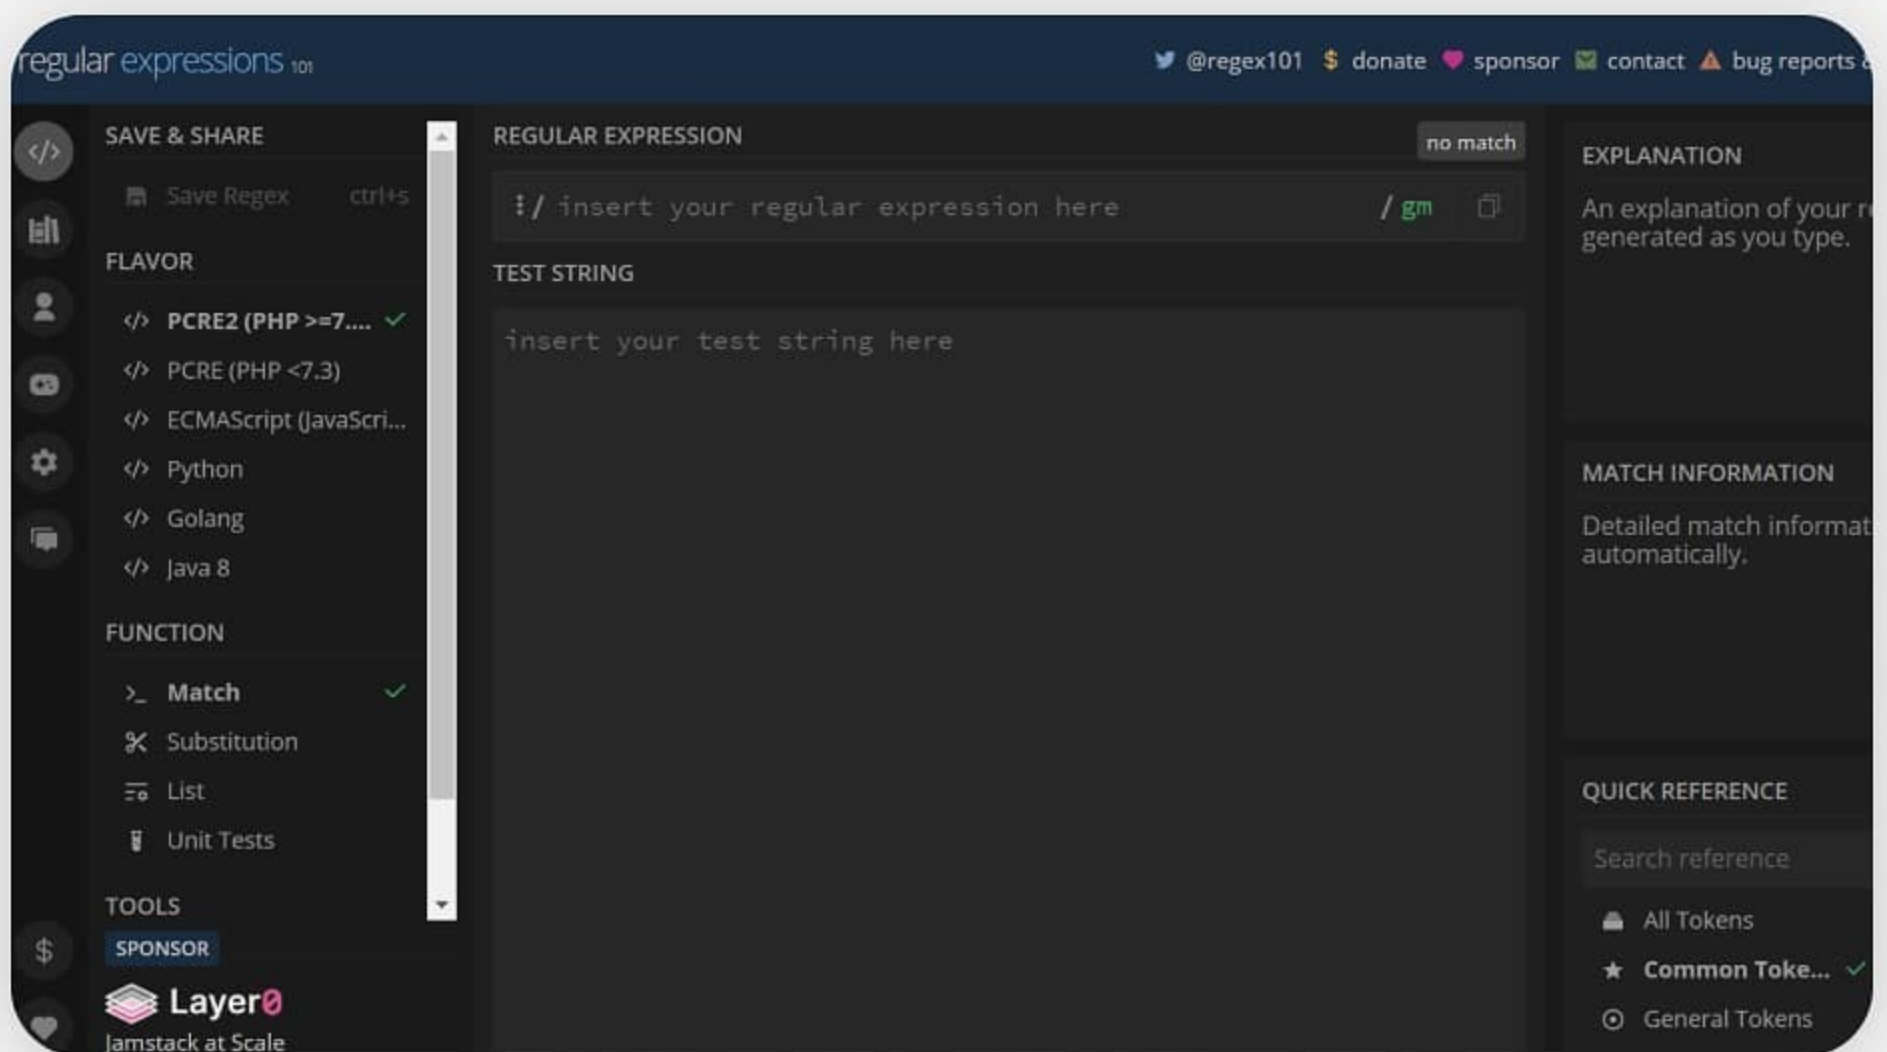 regular expressions 101
@regex101 $ donate sponsor contact bug reports
SAVE & SHARE
Save Regex ctrl+s
FLAVOR
</> PCRE2 (PHP >=7....
</> PCRE (PHP <7.3)
</> ECMAScript (JavaScri...
</> Python
</> Golang
</> Java 8
FUNCTION
>_ Match
Substitution
List
Unit Tests
TOOLS
SPONSOR
Layer0
Jamstack at Scale
REGULAR EXPRESSION
no match
/ insert your regular expression here / gm
TEST STRING
insert your test string here
EXPLANATION
An explanation of your
generated as you type.
MATCH INFORMATION
Detailed match informat
automatically.
QUICK REFERENCE
Search reference
All Tokens
Common Toke...
General Tokens